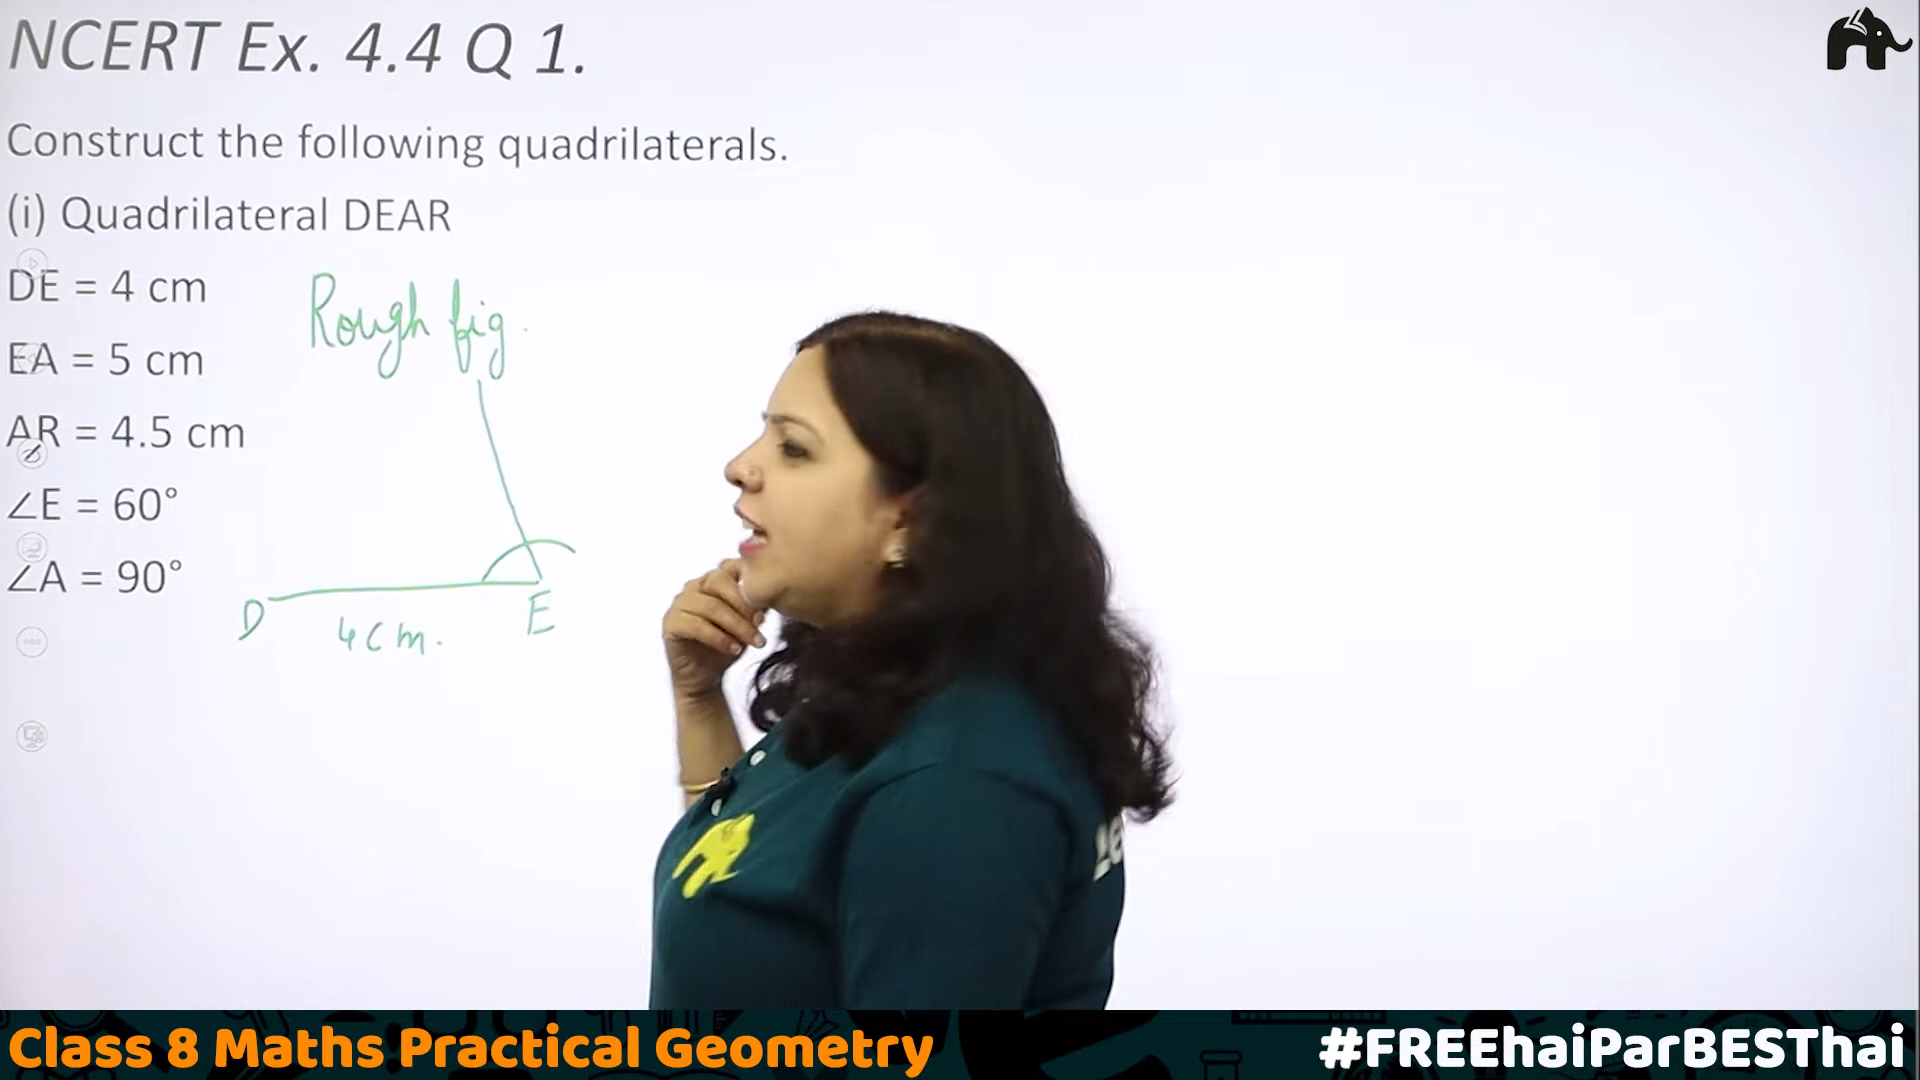 NCERT Ex. 4.4 Q 1.
Construct the following quadrilaterals.
(i) Quadrilateral DEAR
DE = 4 cm
EA = 5 cm
AR = 4.5 cm
∠E = 60°
∠A = 90°
Rough fig.
D
4cm.
E
Class 8 Maths Practical Geometry
#FREEhaiParBESThai